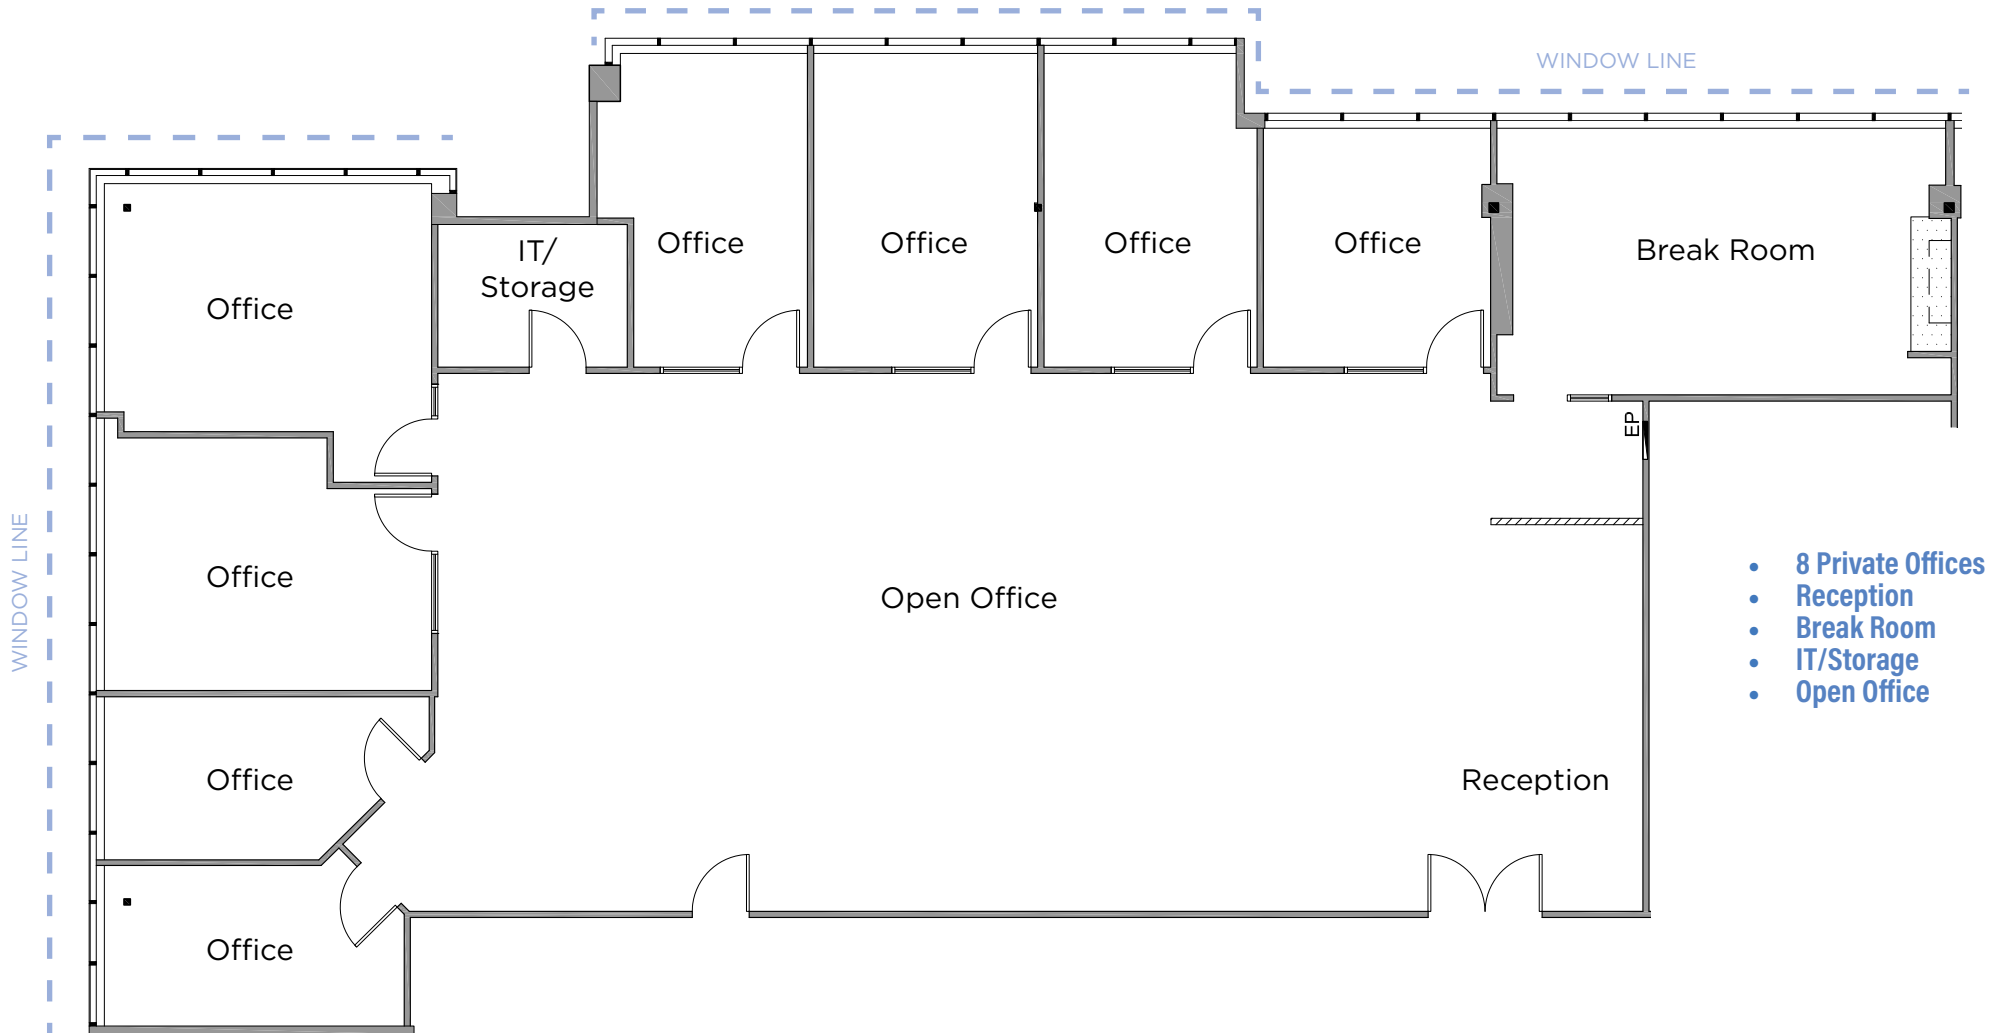 WINDOW LINE
IT/
Storage
Office
Office
Office
Office
Break Room
Office
EP
WINDOW LINE
Office
Open Office
• 8 Private Offices
• Reception
• Break Room
• IT/Storage
• Open Office
Office
Reception
Office